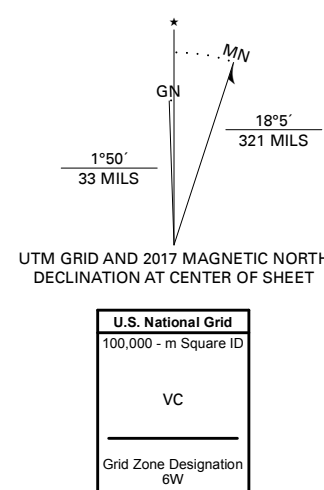 ★
MN
GN
18°5´
321 MILS
1°50´
33 MILS
UTM GRID AND 2017 MAGNETIC NORTH
DECLINATION AT CENTER OF SHEET
U.S. National Grid
100,000 - m Square ID
VC
Grid Zone Designation
6W